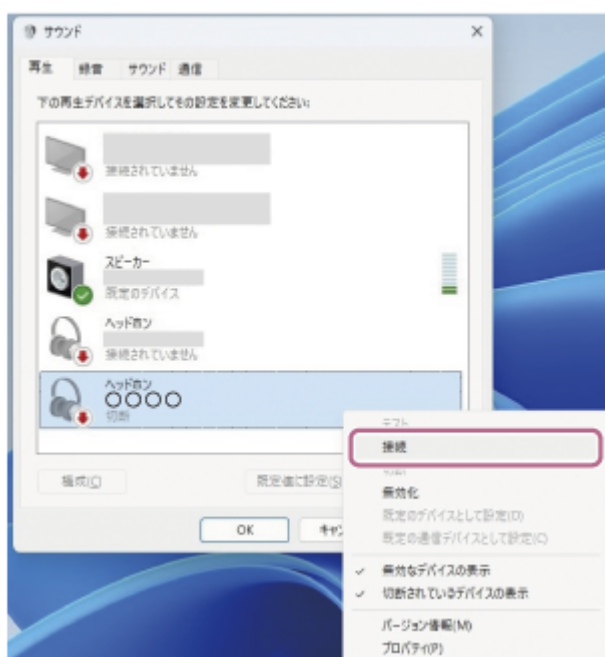 サウンド
再生 録音 サウンド 通信
下の再生デバイスを選択してその設定を変更してください:
接続されていません
接続されていません
スピーカー
既定のデバイス
ヘッドホン
接続されていません
ヘッドホン
〇〇〇〇
切断
構成(C)
既定値に設定(S)
OK
キャン
テスト
接続
切断
無効化
既定のデバイスとして設定(D)
既定の通信デバイスとして設定(C)
無効なデバイスの表示
切断されているデバイスの表示
バージョン情報(M)
プロパティ(P)